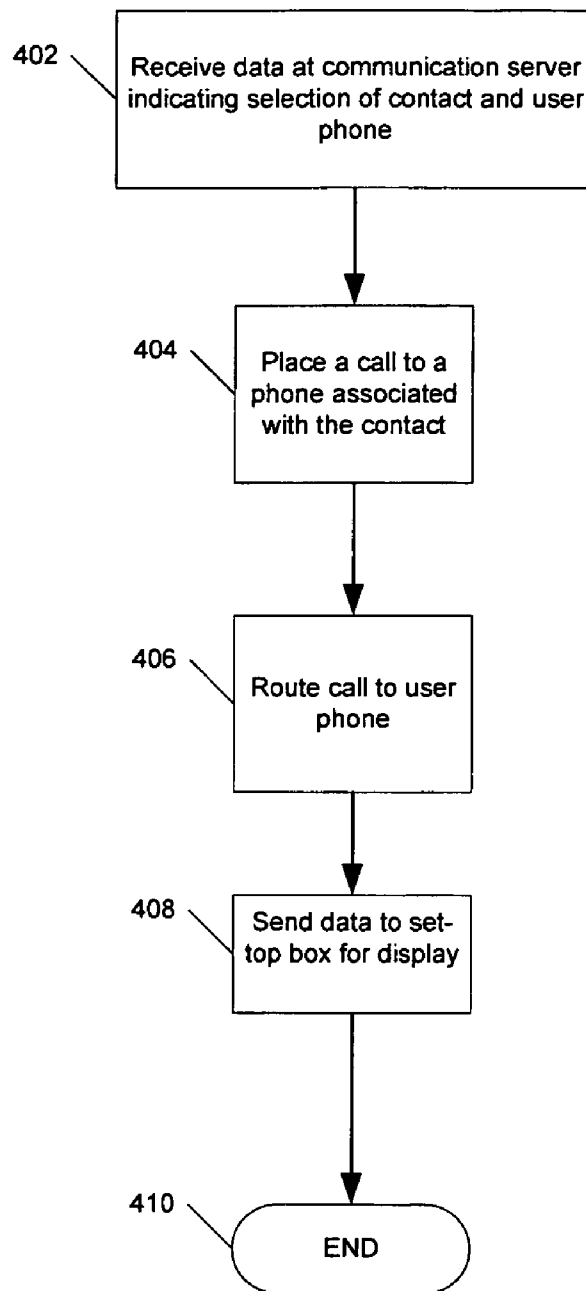 402
Receive data at communication server
indicating selection of contact and user
phone
404
Place a call to a
phone associated
with the contact
406
Route call to user
phone
408
Send data to set-
top box for display
410
END